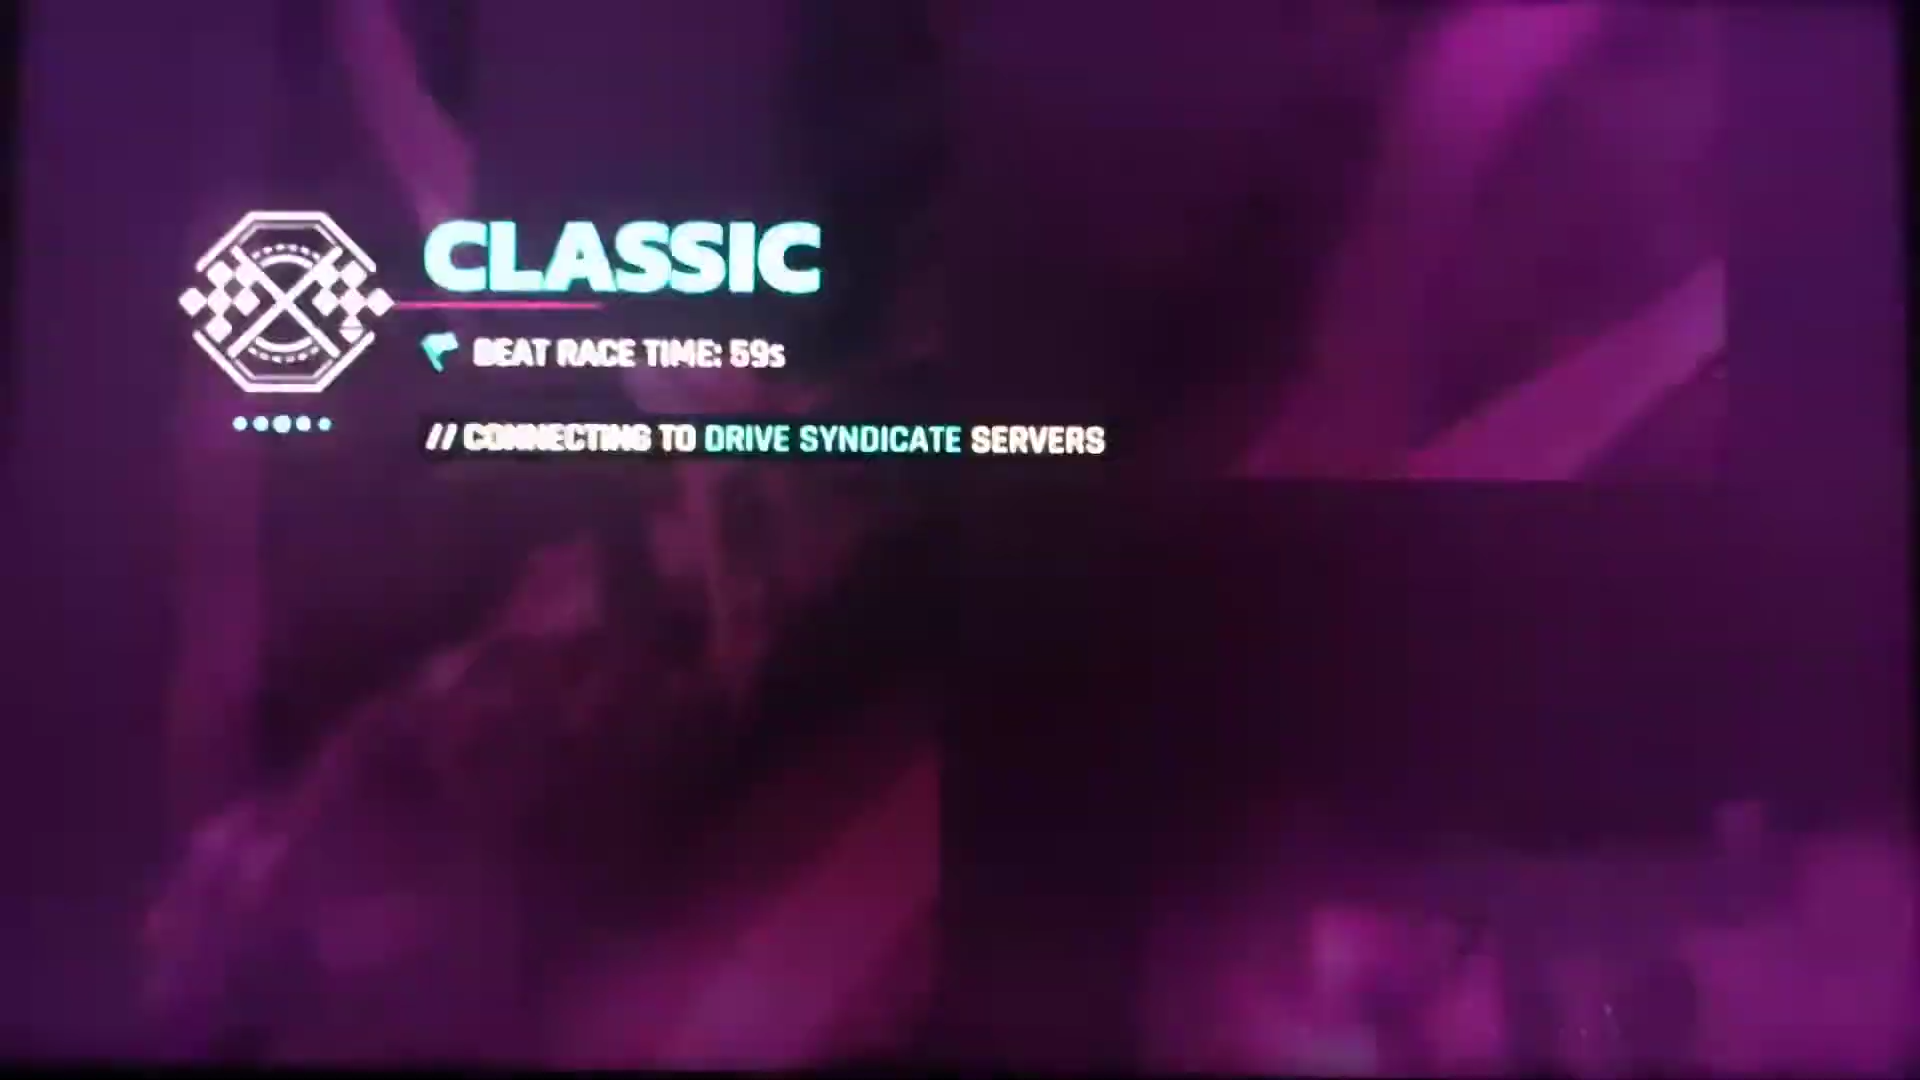 CLASSIC
BEAT RACE TIME: 59s
// CONNECTING TO DRIVE SYNDICATE SERVERS